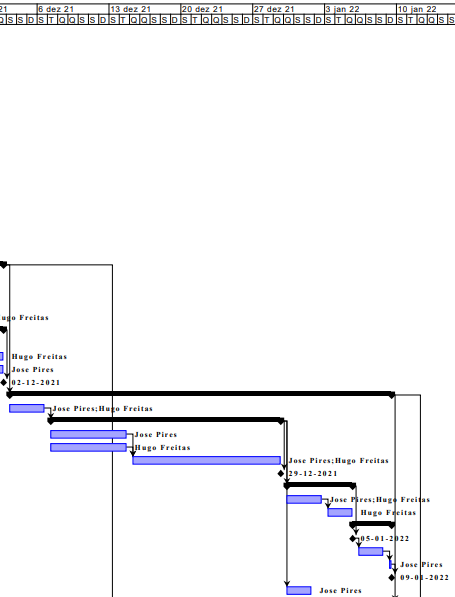 21 6 dez 21 13 dez 21 20 dez 21 27 dez 21 3 jan 22 10 jan 22
Q S S D S T Q Q S S D S T Q Q S S D S T Q Q S S D S T Q Q S S D S T Q Q S S D S T Q Q S S
ugo Freitas
Hugo Freitas
Jose Pires
02-12-2021
Jose Pires;Hugo Freitas
Jose Pires
Hugo Freitas
Jose Pires;Hugo Freitas
29-12-2021
Jose Pires;Hugo Freitas
Hugo Freitas
05-01-2022
Jose Pires
09-01-2022
Jose Pires